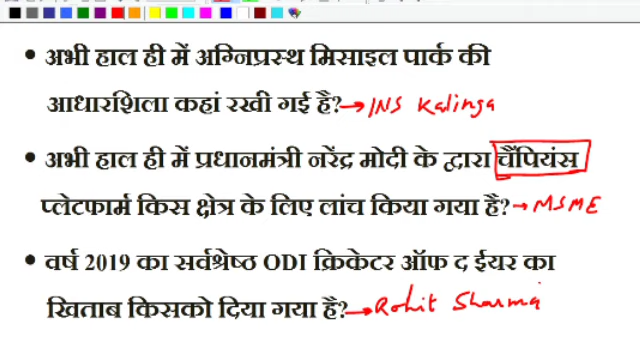 • अभी हाल ही में अग्निप्रस्थ मिसाइल पार्क की
आधारशिला कहां रखी गई है? → INS Kalinga
• अभी हाल ही में प्रधानमंत्री नरेंद्र मोदी के द्वारा चैंपियंस
प्लेटफार्म किस क्षेत्र के लिए लांच किया गया है? → MSME
• वर्ष 2019 का सर्वश्रेष्ठ ODI क्रिकेटर ऑफ द ईयर का
खिताब किसको दिया गया है? → Rohit Sharma